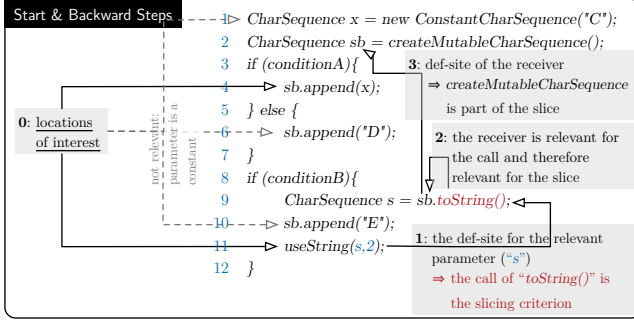 Start & Backward Steps
1 CharSequence x = new ConstantCharSequence("C");
2 CharSequence sb = createMutableCharSequence();
3 if (conditionA){
4 sb.append(x);
5 } else {
6 sb.append("D");
7 }
8 if (conditionB){
9 CharSequence s = sb.toString();
10 sb.append("E");
11 useString(s,2);
12 }
0: locations
of interest
not relevant:
parameter is a
constant
3: def-site of the receiver
⇒ createMutableCharSequence
is part of the slice
2: the receiver is relevant for
the call and therefore
relevant for the slice
1: the def-site for the relevant
parameter (“s”)
⇒ the call of “toString()” is
the slicing criterion